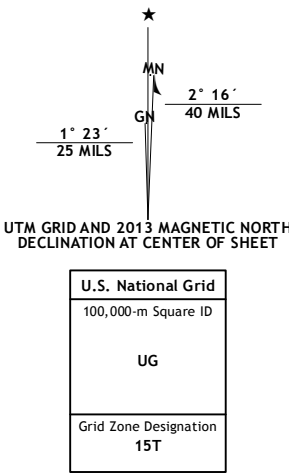 ★
MN
2° 16´
40 MILS
GN
1° 23´
25 MILS
UTM GRID AND 2013 MAGNETIC NORTH
DECLINATION AT CENTER OF SHEET
U.S. National Grid
100,000-m Square ID
UG
Grid Zone Designation
15T